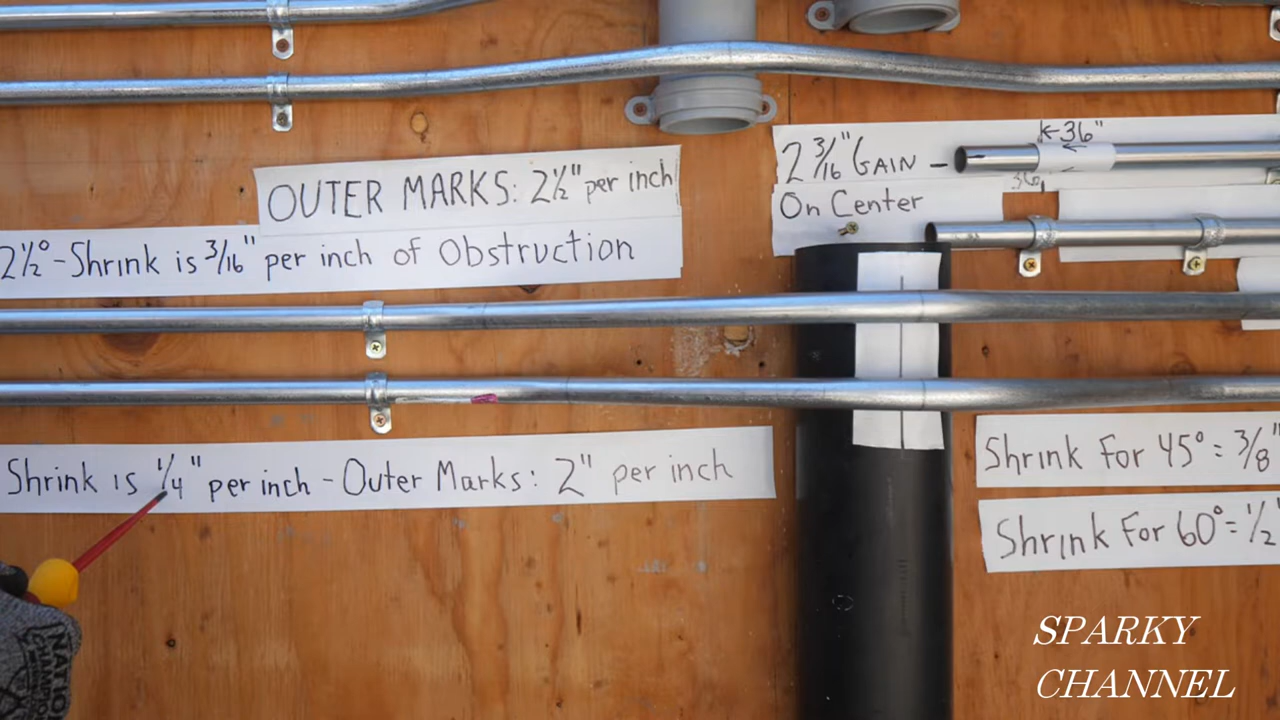 OUTER MARKS: 2½" per inch
2½°-Shrink is 3/16" per inch of Obstruction
2 3/16" GAIN -
On Center
36"
Shrink is 1/4" per inch - Outer Marks: 2" per inch
Shrink For 45° = 3/8"
Shrink For 60° = 1/2"
NATION
CHAMPION
SPARKY
CHANNEL